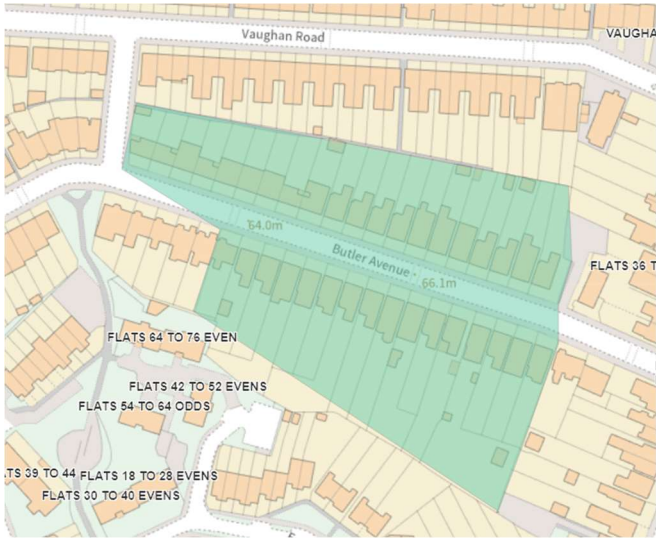 Vaughan Road
VAUGHA
64.0m
Butler Avenue
66.1m
FLATS 36 T
FLATS 64 TO 76 EVEN
FLATS 42 TO 52 EVENS
FLATS 54 TO 64 ODDS
TS 39 TO 44
FLATS 18 TO 28 EVENS
FLATS 30 TO 40 EVENS